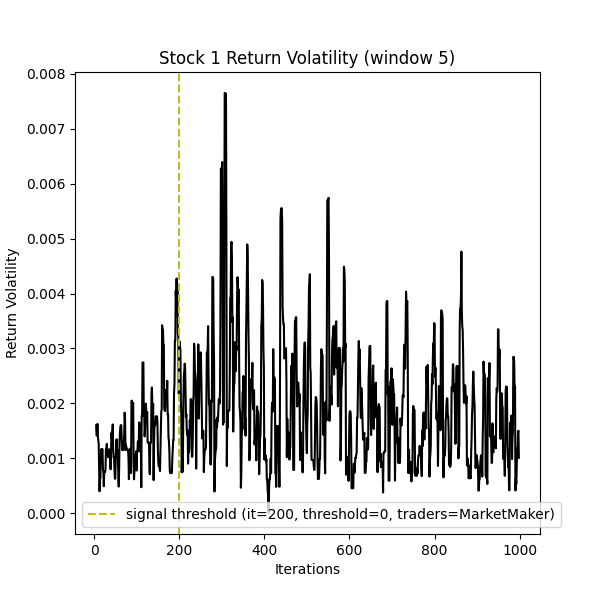 Stock 1 Return Volatility (window 5)
0.008
0.007
0.006
0.005
0.004
0.003
0.002
0.001
0.000
Return Volatility
signal threshold (it=200, threshold=0, traders=MarketMaker)
0 200 400 600 800 1000
Iterations